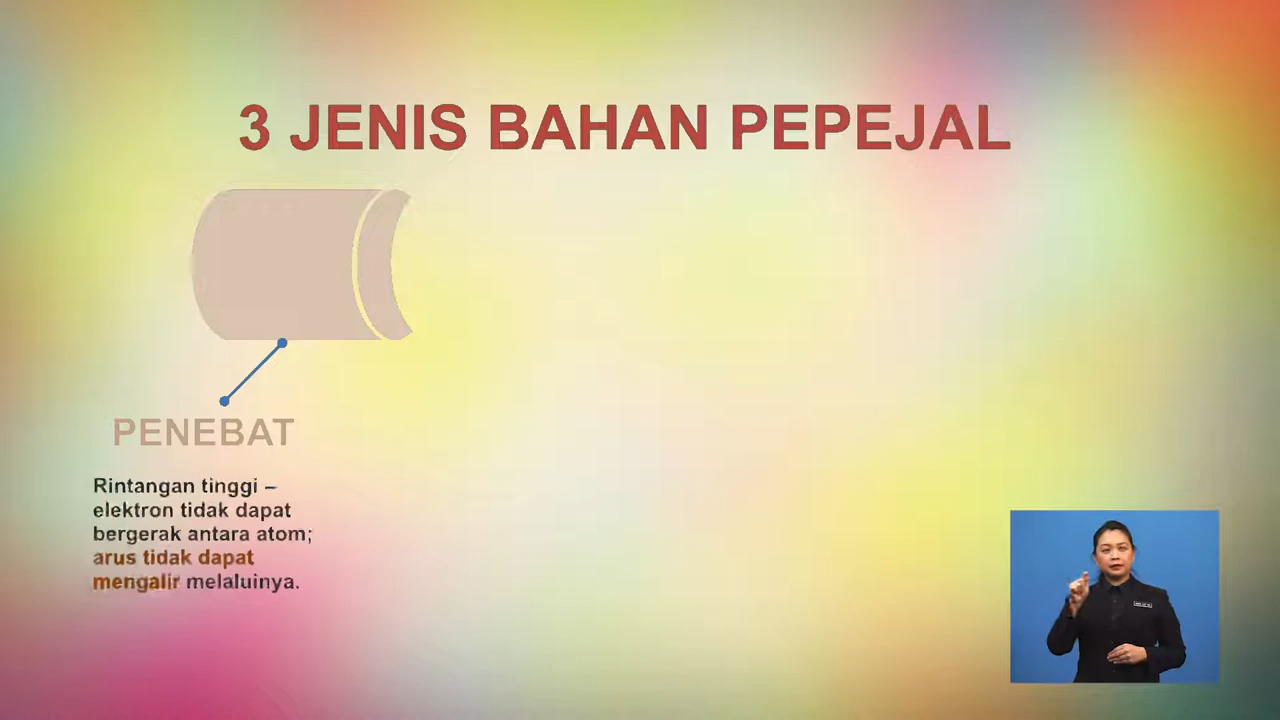 3 JENIS BAHAN PEPEJAL
PENEBAT
Rintangan tinggi –
elektron tidak dapat
bergerak antara atom;
arus tidak dapat
mengalir melaluinya.